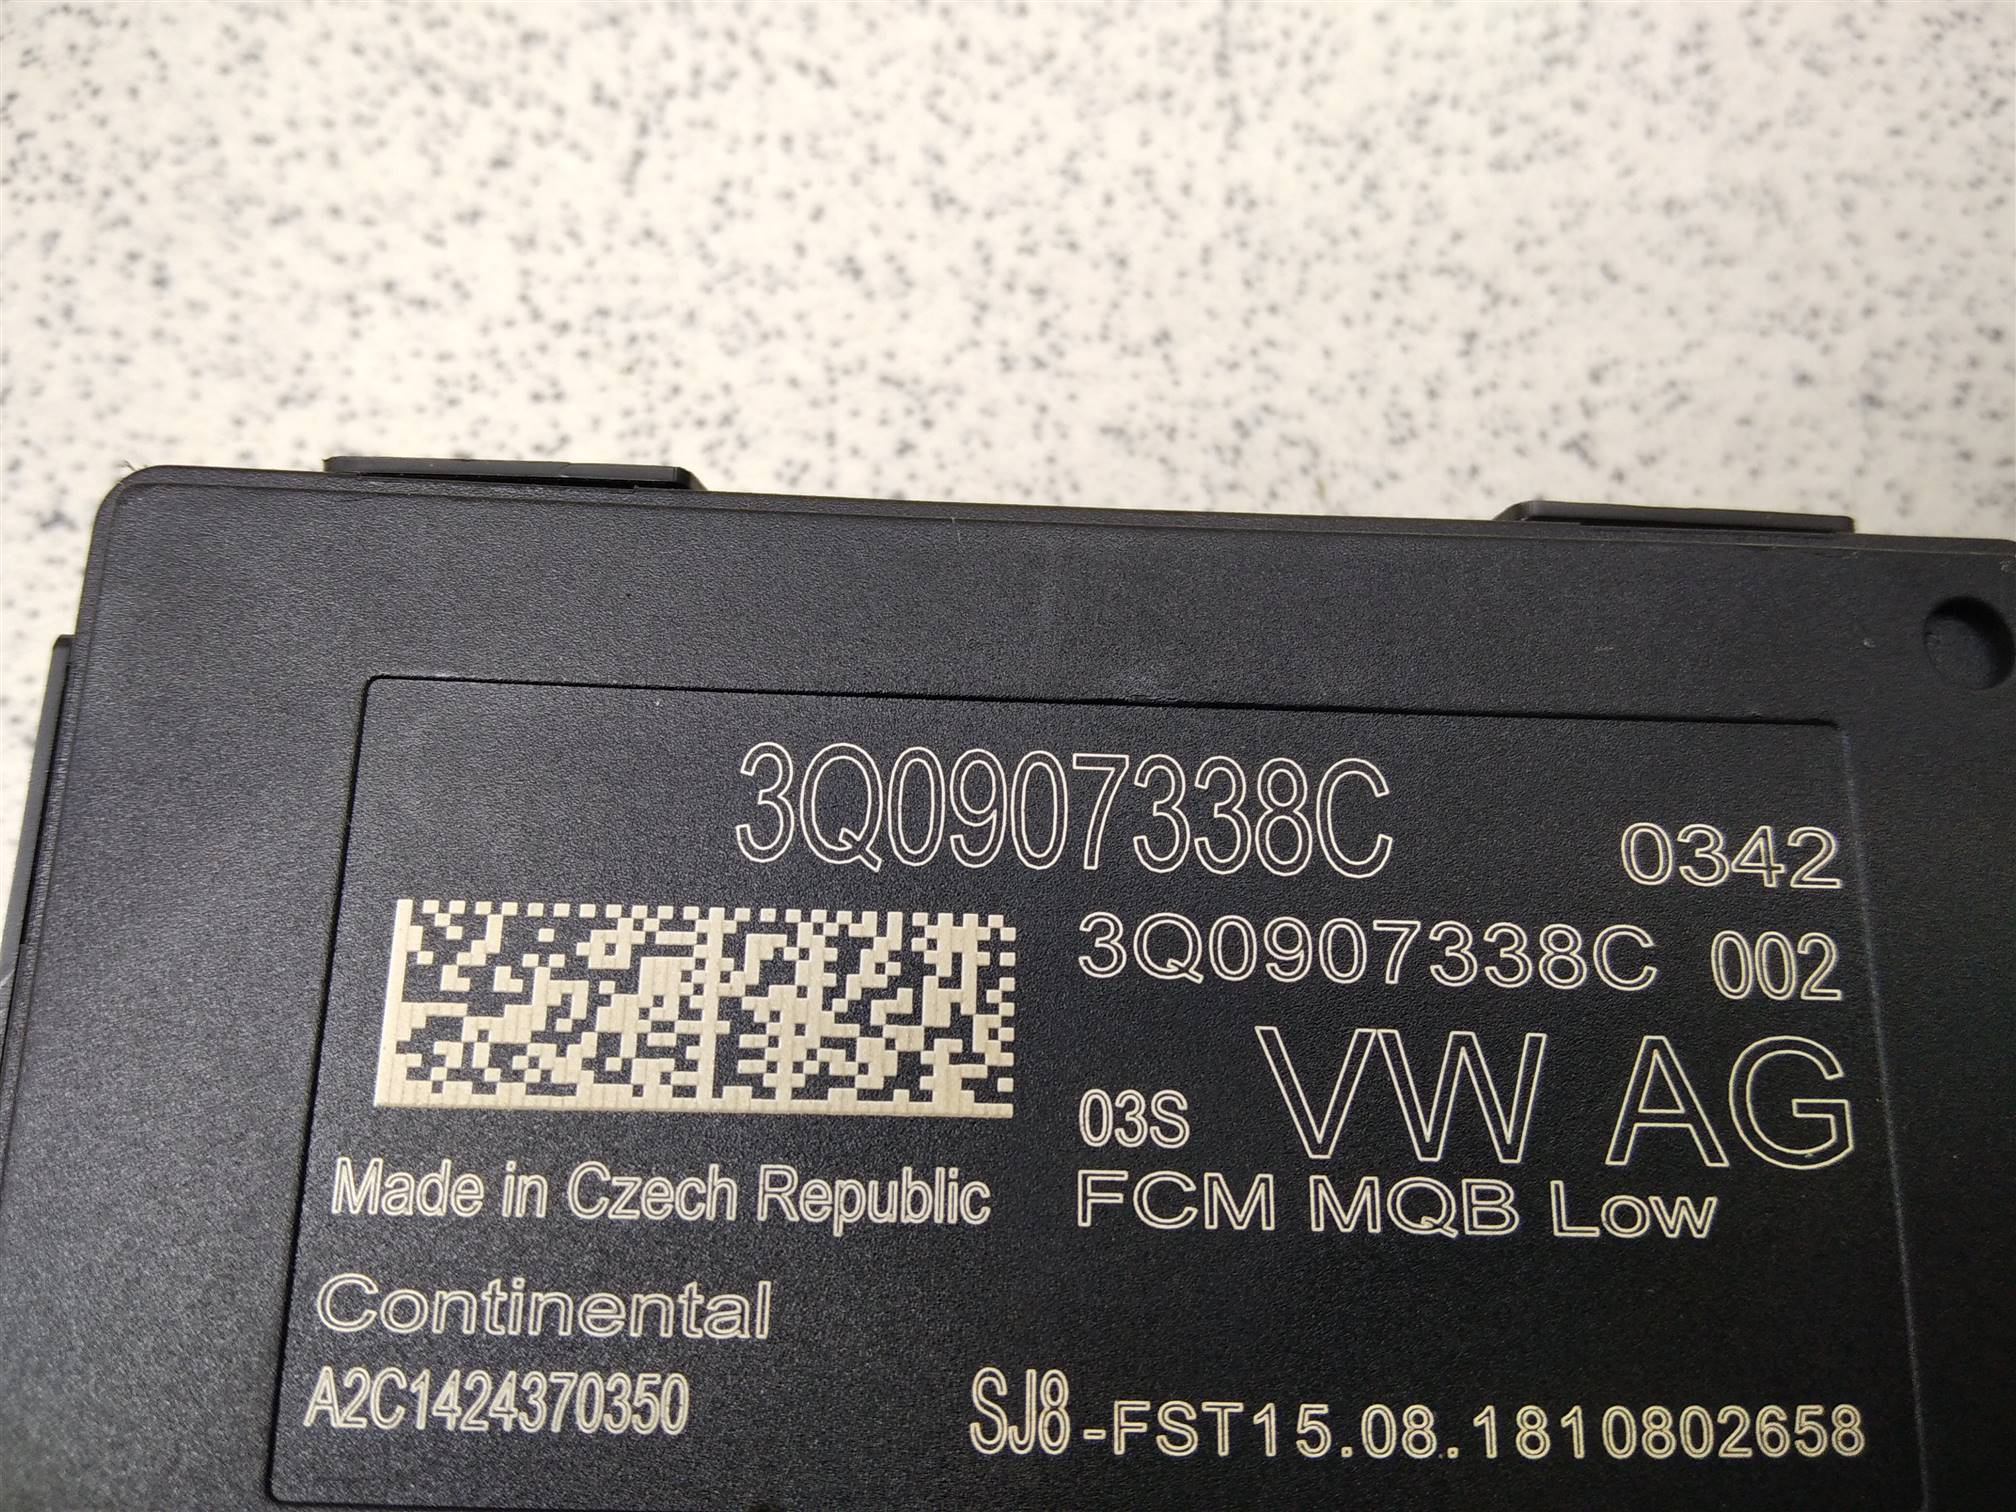 3Q0907338C
0342
3Q0907338C 002
03S VW AG
Made in Czech Republic
FCM MQB Low
Continental
A2C1424370350
SJ8-FST15.08.1810802658